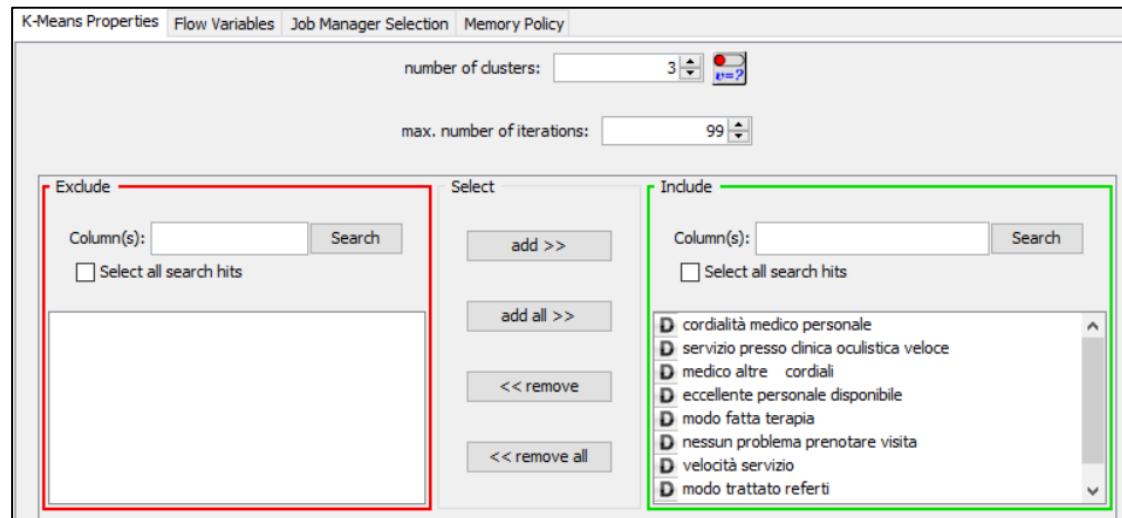 K-Means Properties Flow Variables Job Manager Selection Memory Policy
number of clusters: 3
v=?
max. number of iterations: 99
Exclude
Column(s): Search
Select all search hits
Select
add >>
add all >>
<< remove
<< remove all
Include
Column(s): Search
Select all search hits
D cordialità medico personale
D servizio presso clinica oculistica veloce
D medico altre cordiali
D eccellente personale disponibile
D modo fatta terapia
D nessun problema prenotare visita
D velocità servizio
D modo trattato referti